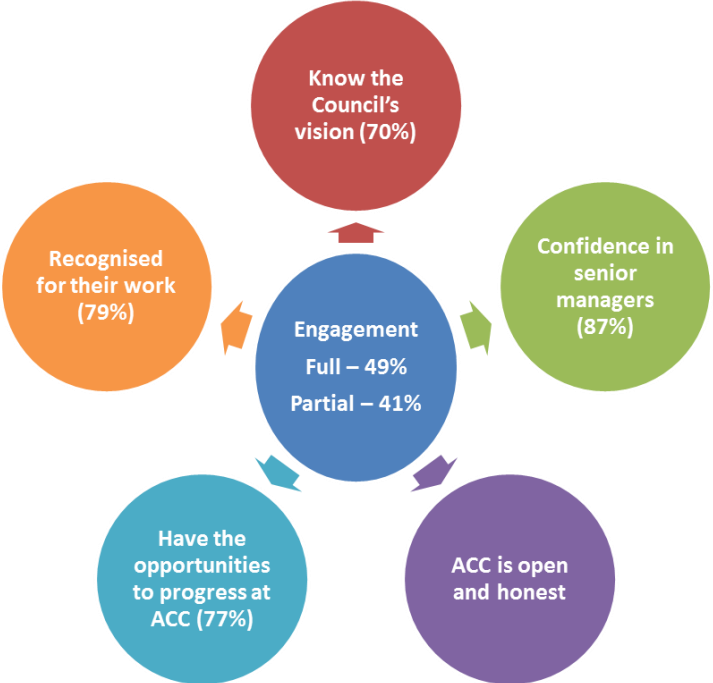 Know the
Council's
vision (70%)
Recognised
for their work
(79%)
Confidence in
senior
managers
(87%)
Engagement
Full – 49%
Partial – 41%
Have the
opportunities
to progress at
ACC (77%)
ACC is open
and honest